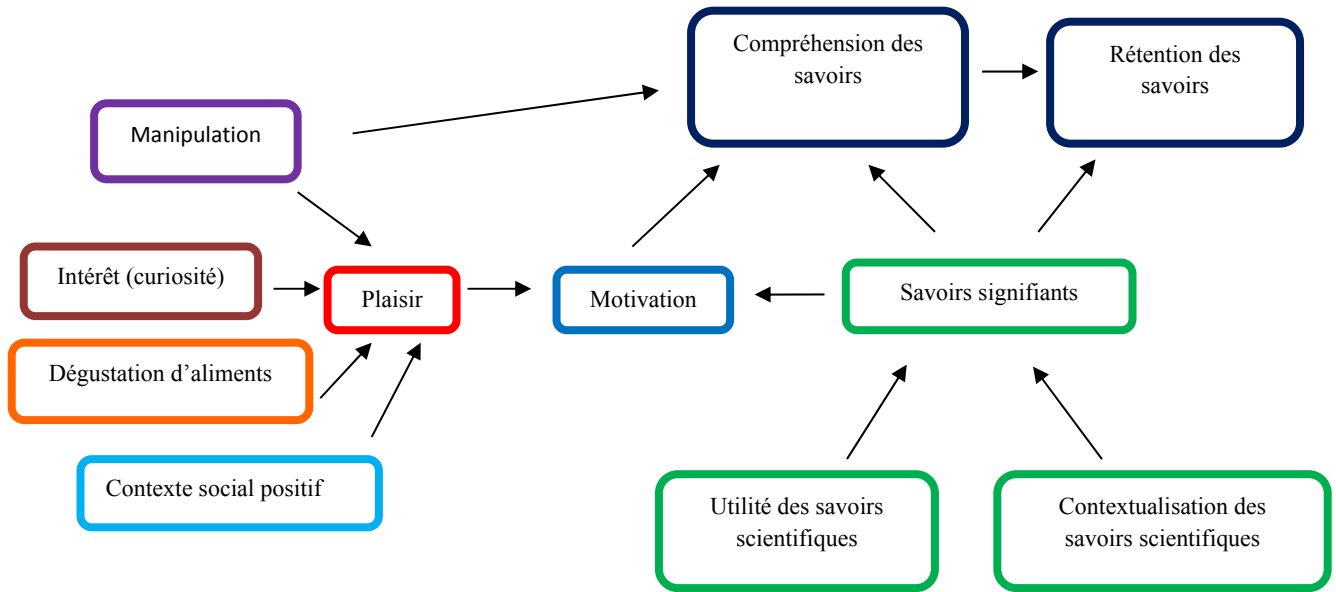 Compréhension des
savoirs
Rétention des
savoirs
Manipulation
Intérêt (curiosité)
Plaisir
Motivation
Savoirs signifiants
Dégustation d’aliments
Contexte social positif
Utilité des savoirs
scientifiques
Contextualisation des
savoirs scientifiques